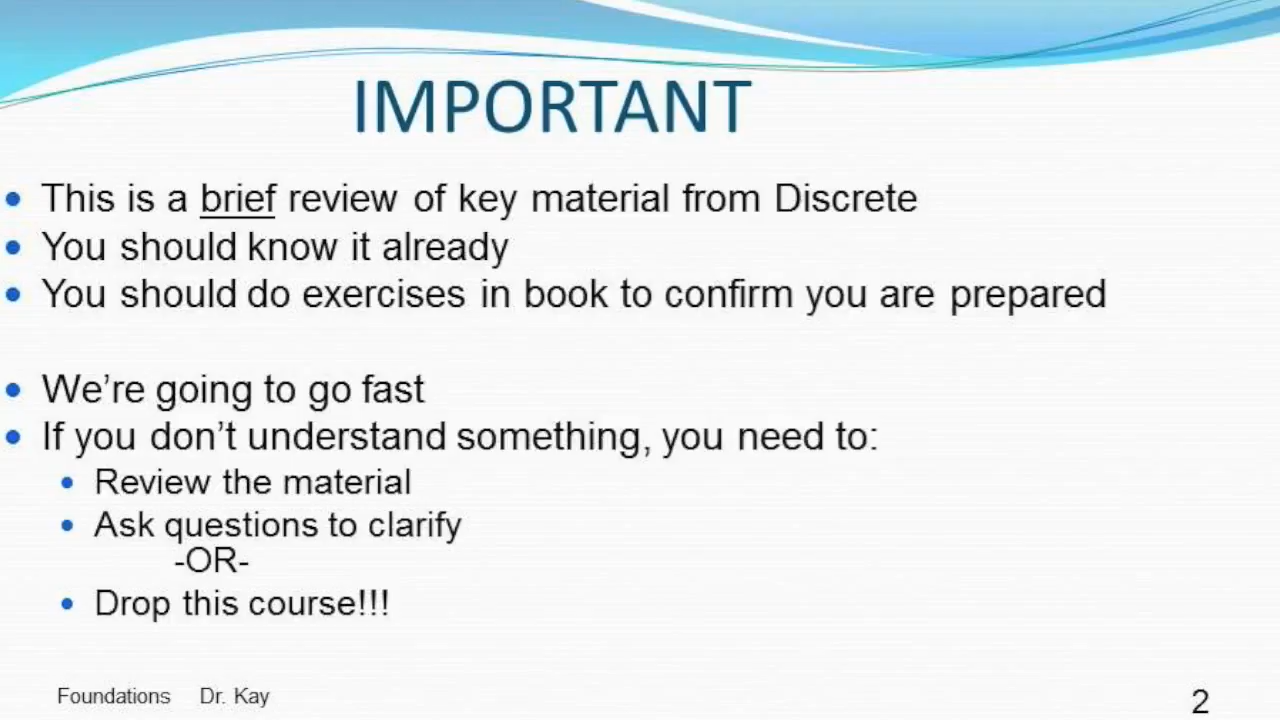 IMPORTANT
• This is a brief review of key material from Discrete
• You should know it already
• You should do exercises in book to confirm you are prepared
• We’re going to go fast
• If you don’t understand something, you need to:
• Review the material
• Ask questions to clarify
-OR-
• Drop this course!!!
Foundations Dr. Kay
2